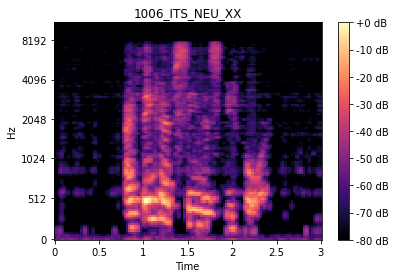 1006_ITS_NEU_XX
+0 dB
8192
-10 dB
4096
-20 dB
-30 dB
2048
Hz
-40 dB
1024
-50 dB
512
-60 dB
-70 dB
0
-80 dB
0 0.5 1 1.5 2 2.5 3
Time